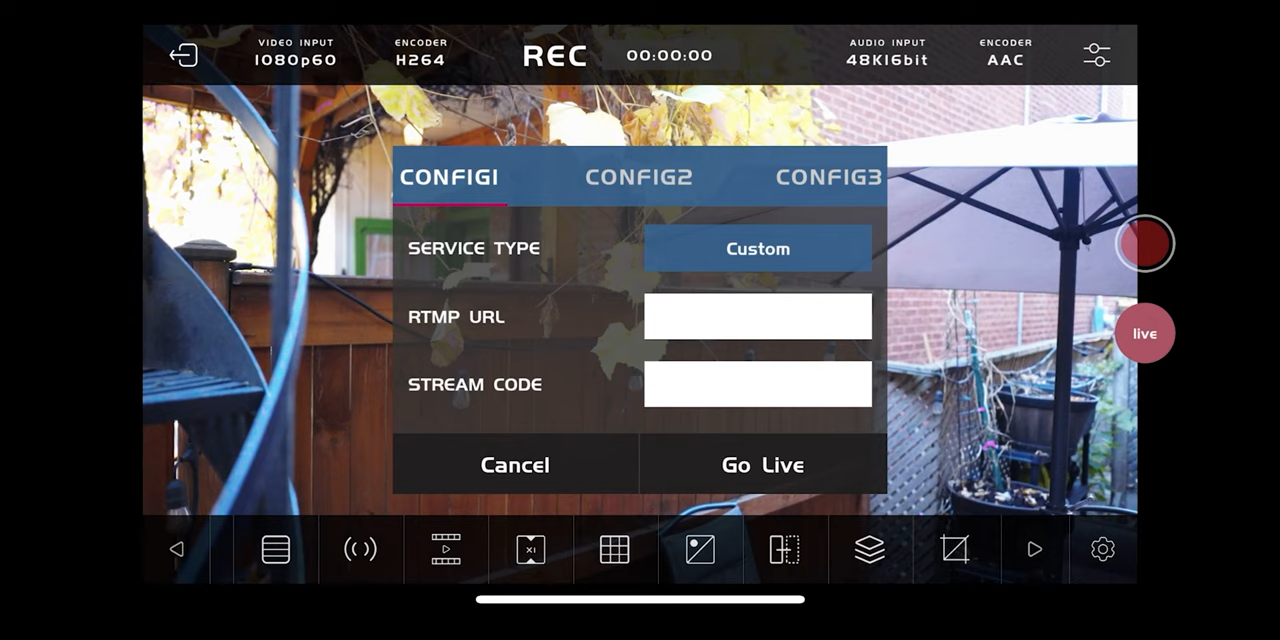 VIDEO INPUT
1080p60
ENCODER
H264
REC
00:00:00
AUDIO INPUT
48K16bit
ENCODER
AAC
CONFIG1
CONFIG2
CONFIG3
SERVICE TYPE
Custom
RTMP URL
STREAM CODE
Cancel
Go Live
live
X1